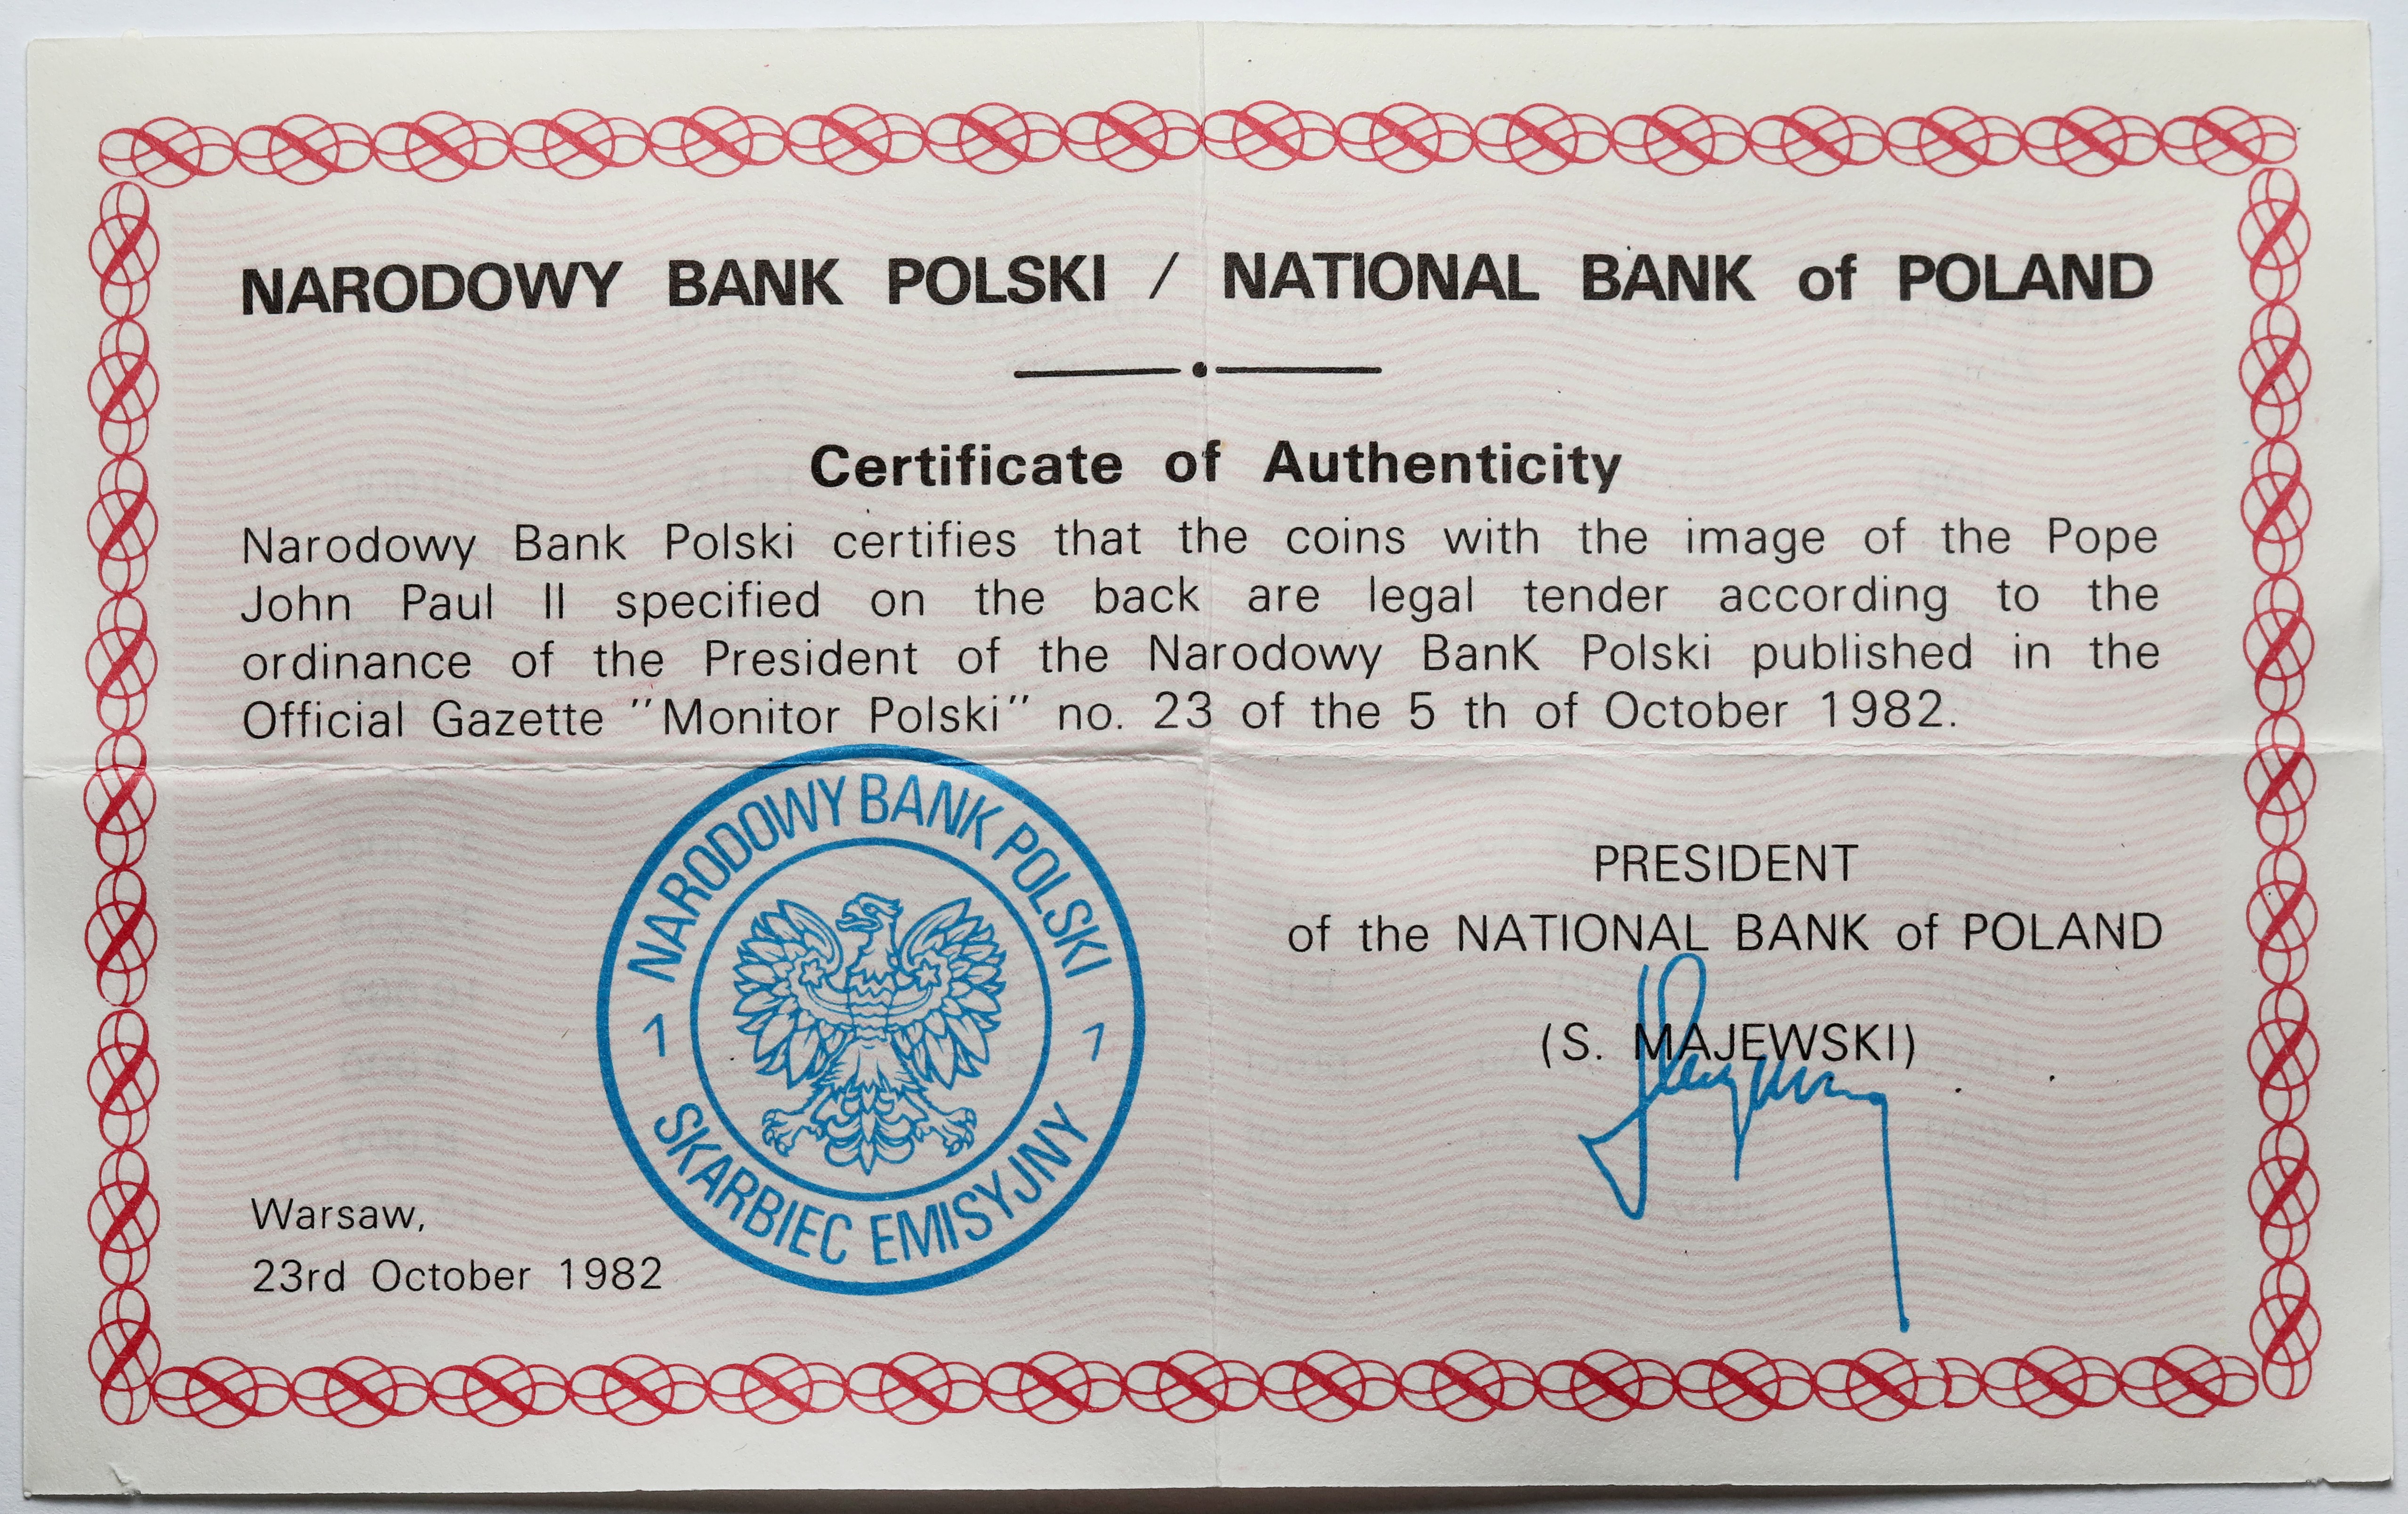 NARODOWY BANK POLSKI / NATIONAL BANK of POLAND
Certificate of Authenticity
Narodowy Bank Polski certifies that the coins with the image of the Pope
John Paul II specified on the back are legal tender according to the
ordinance of the President of the Narodowy BanK Polski published in the
Official Gazette "Monitor Polski" no. 23 of the 5 th of October 1982.
NARODOWY BANK POLSKI
1 1
SKARBIEC EMISYJNY
PRESIDENT
of the NATIONAL BANK of POLAND
(S. MAJEWSKI)
Warsaw,
23rd October 1982